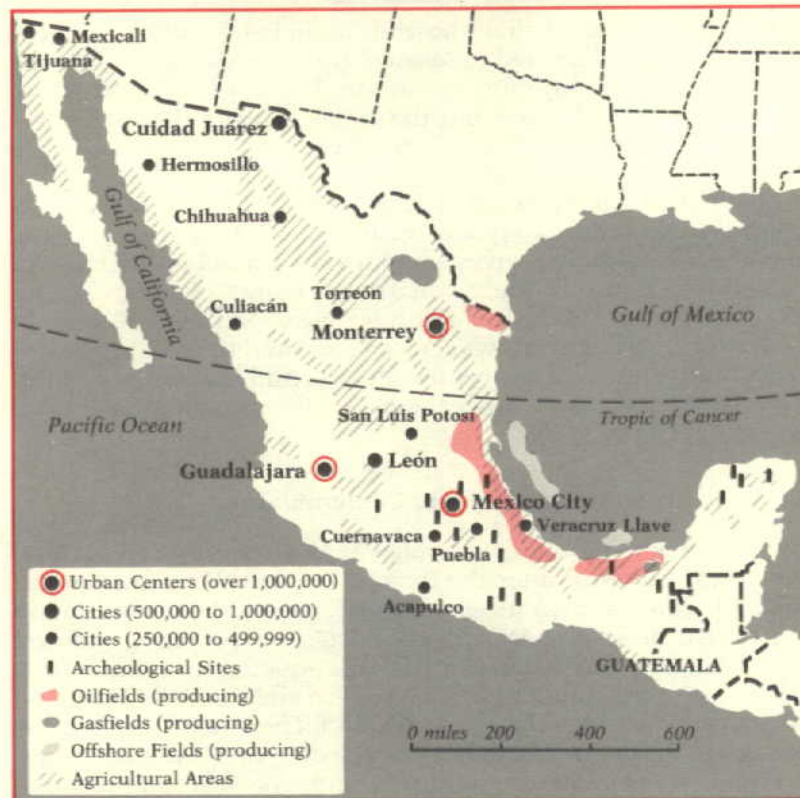 Mexicali
Tijuana
Cuidad Juárez
Hermosillo
Chihuahua
Gulf of California
Culiacán
Torreón
Monterrey
Gulf of Mexico
Pacific Ocean
San Luis Potosi
Tropic of Cancer
Guadalajara
León
Mexico City
Veracruz Llave
Cuernavaca
Puebla
Acapulco
GUATEMALA
Urban Centers (over 1,000,000)
Cities (500,000 to 1,000,000)
Cities (250,000 to 499,999)
Archeological Sites
Oilfields (producing)
Gasfields (producing)
Offshore Fields (producing)
Agricultural Areas
0 miles 200 400 600